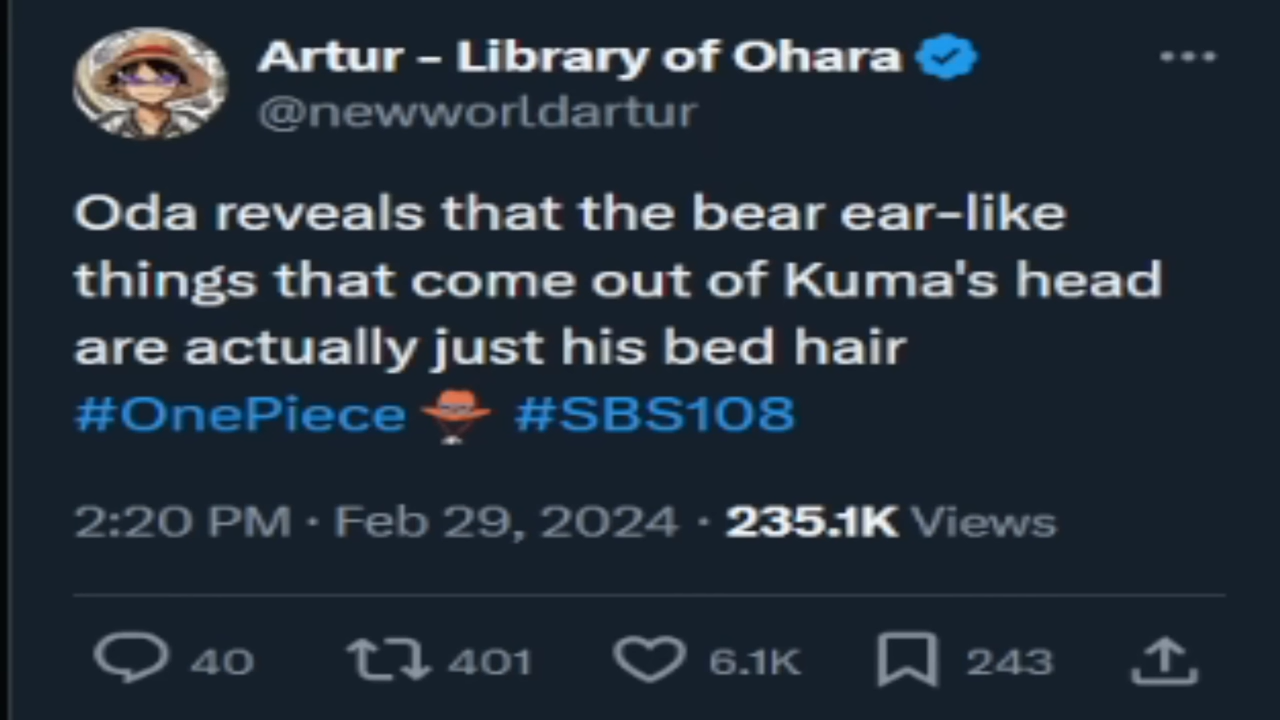 Artur – Library of Ohara
@newworldartur
Oda reveals that the bear ear-like
things that come out of Kuma's head
are actually just his bed hair
#OnePiece #SBS108
2:20 PM · Feb 29, 2024 · 235.1K Views
40 401 6.1K 243